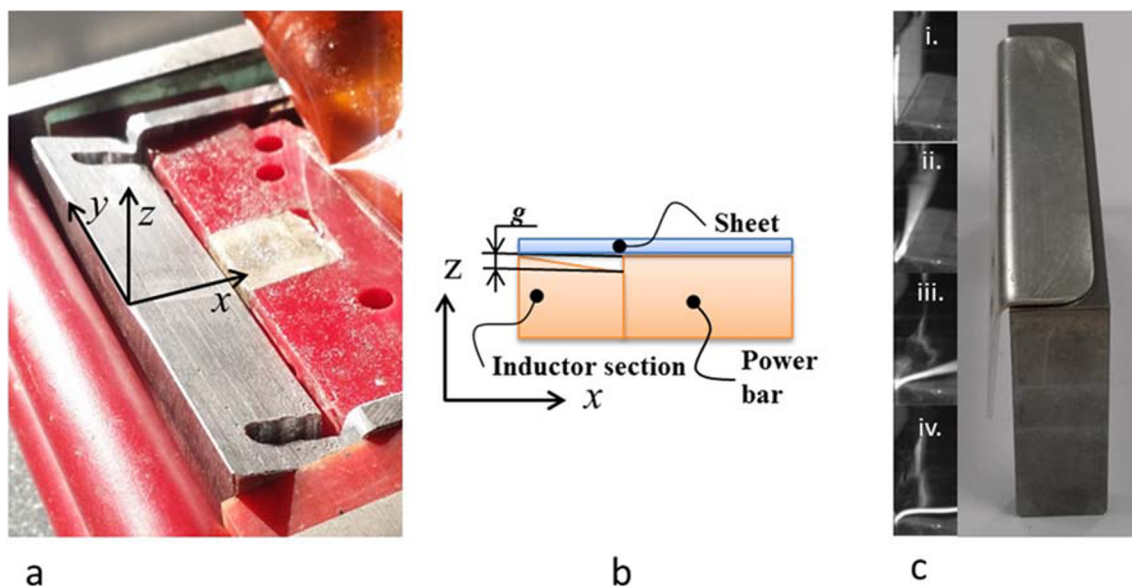 y
z
x
g
Sheet
z
Inductor section
Power
bar
x
i.
ii.
iii.
iv.
a
b
c